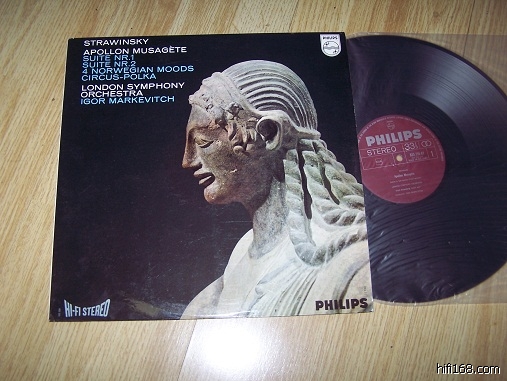 STRAWINSKY
APOLLON MUSAGÈTE
SUITE NR.1
SUITE NR.2
4 NORWEGIAN MOODS
CIRCUS-POLKA
LONDON SYMPHONY
ORCHESTRA
IGOR MARKEVITCH
PHILIPS
HI-FI STEREO
PHILIPS
PHILIPS
STEREO
33
1
hifi168.com